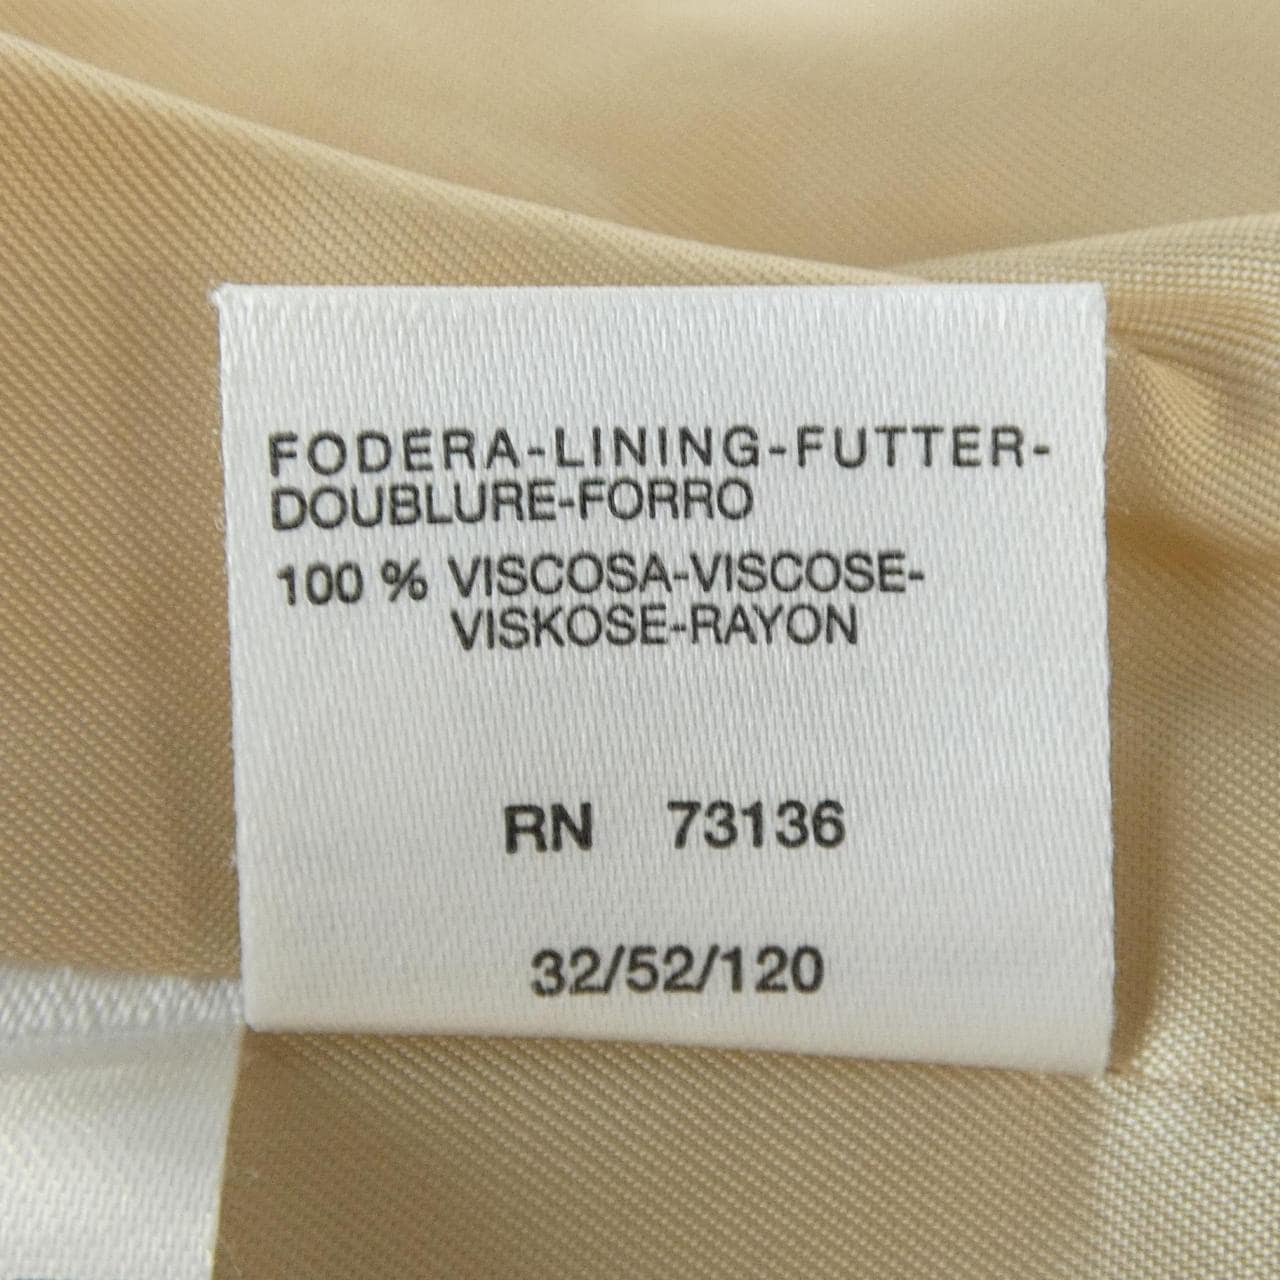 FODERA-LINING-FUTTER-
DOUBLURE-FORRO
100 % VISCOSA-VISCOSE-
VISKOSE-RAYON
RN 73136
32/52/120